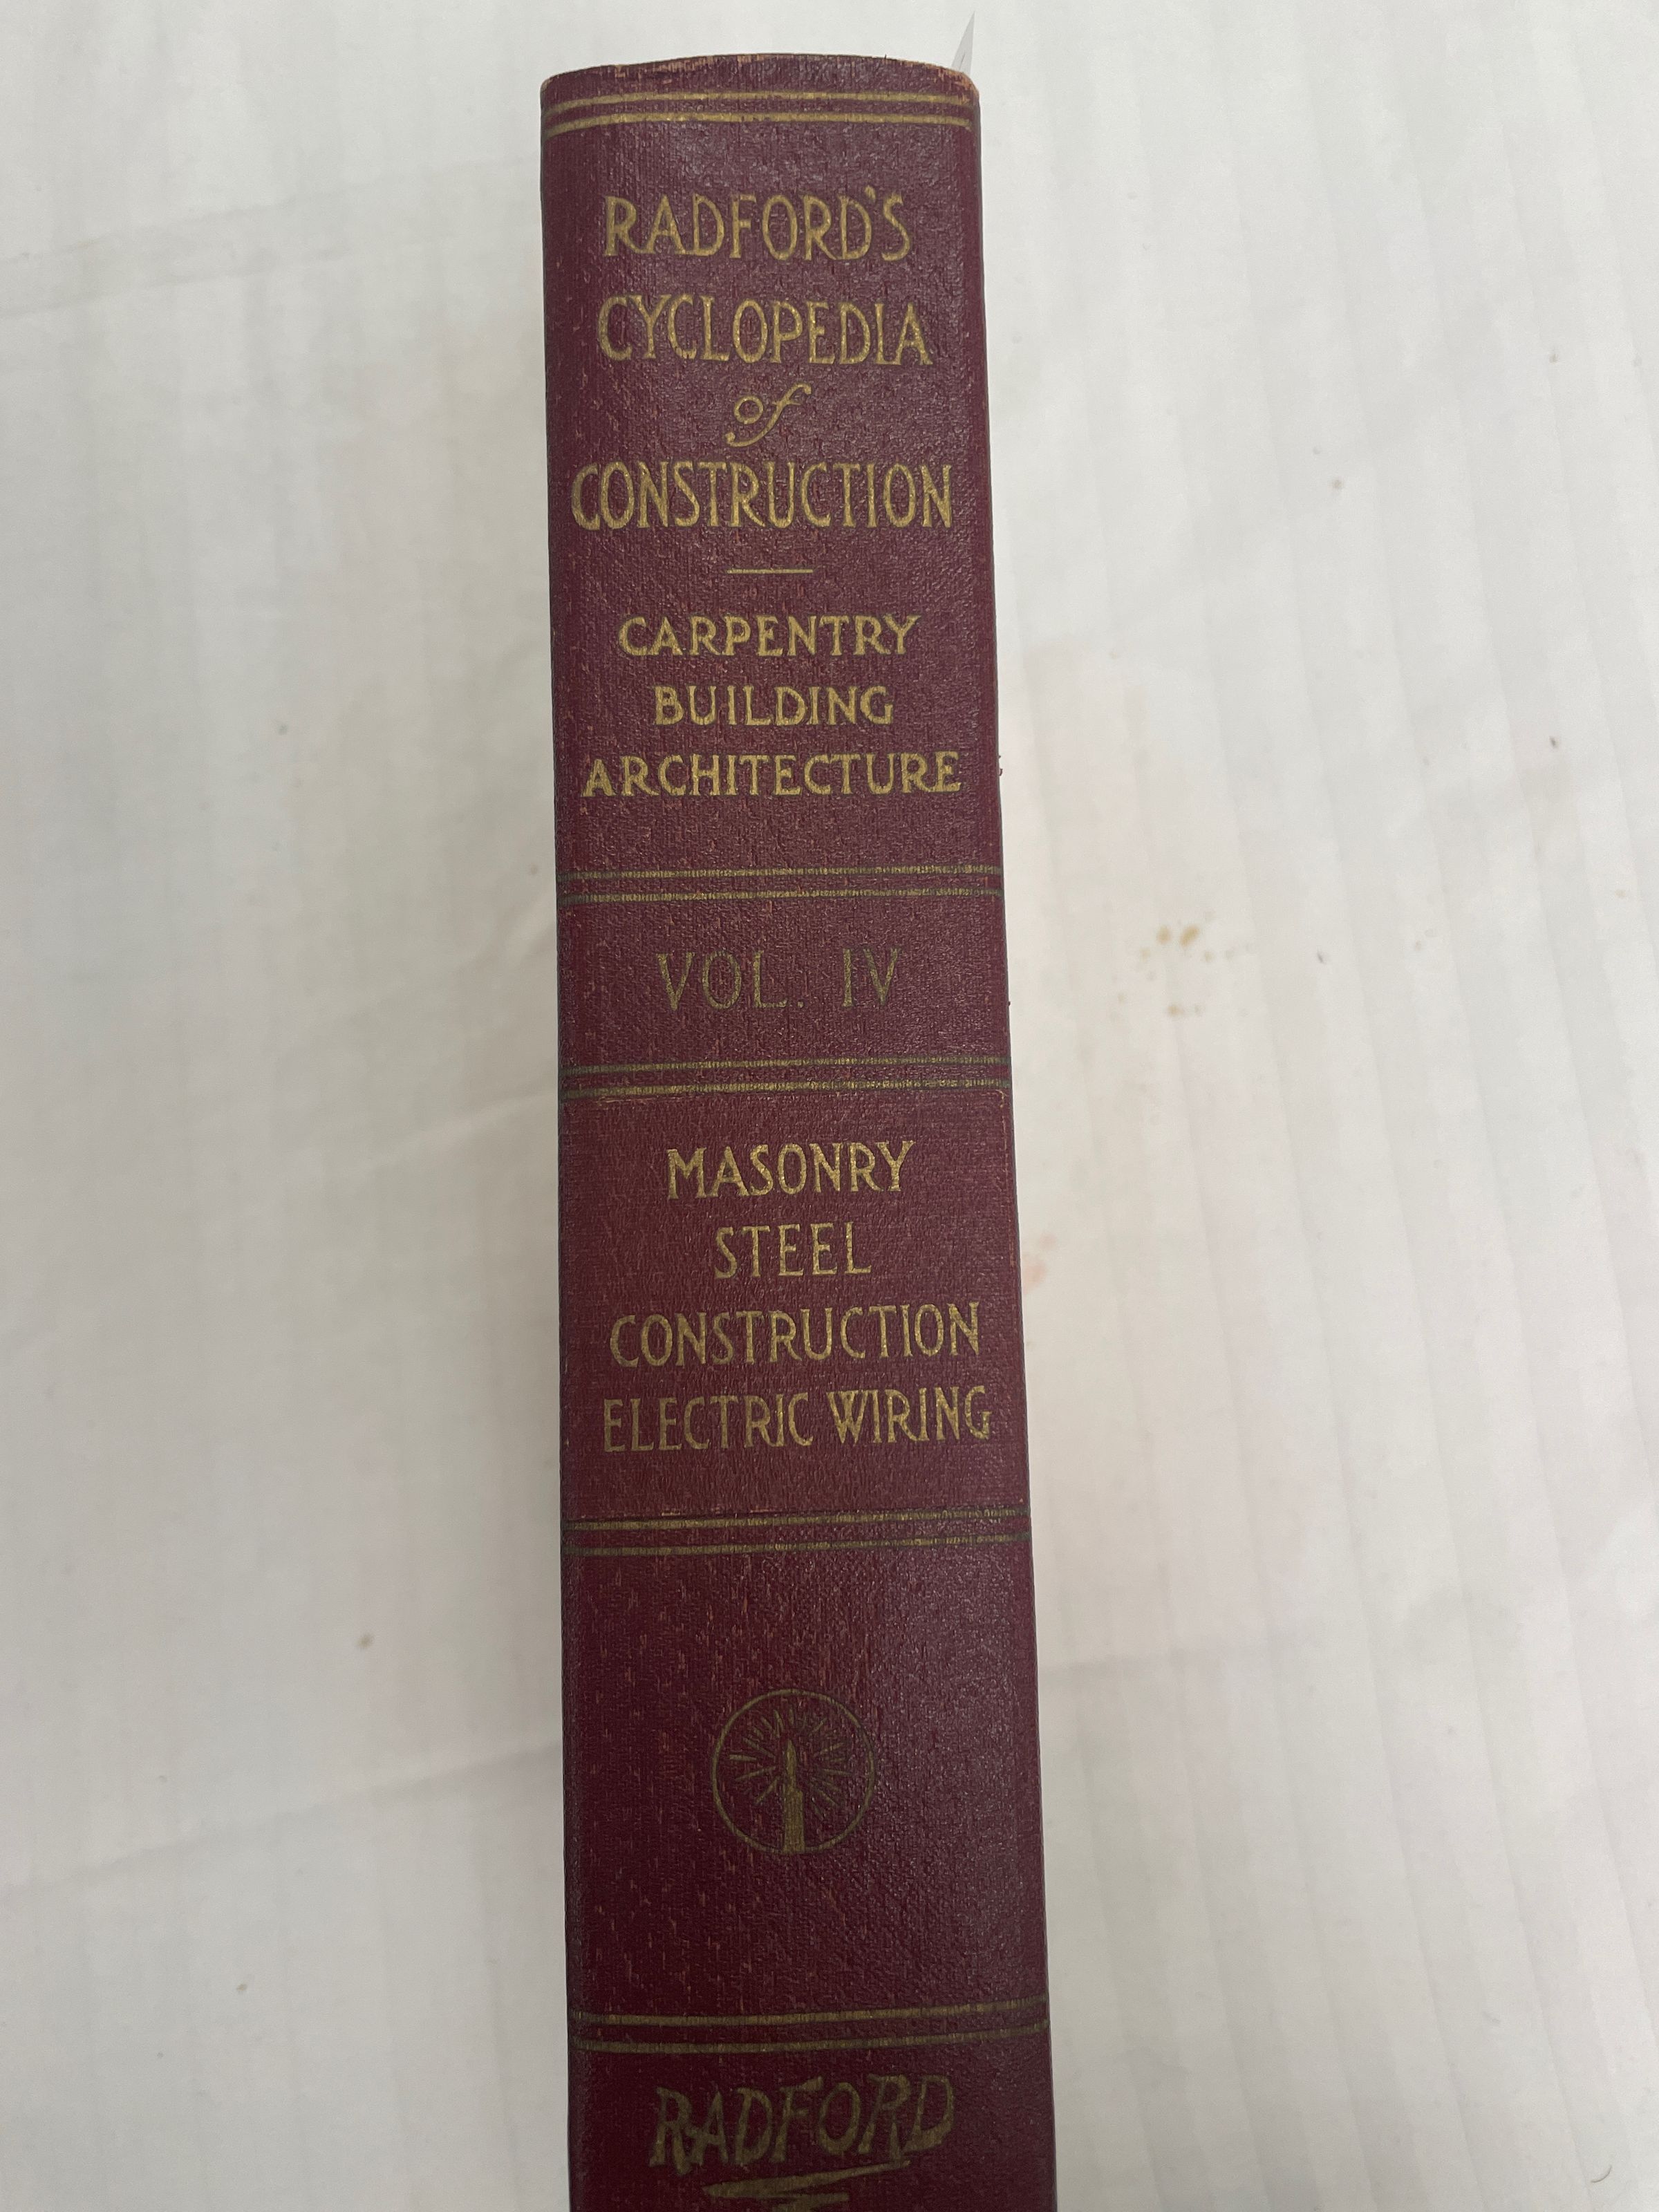 RADFORD'S
CYCLOPEDIA
of
CONSTRUCTION
CARPENTRY
BUILDING
ARCHITECTURE
VOL. IV
MASONRY
STEEL
CONSTRUCTION
ELECTRIC WIRING
RADFORD